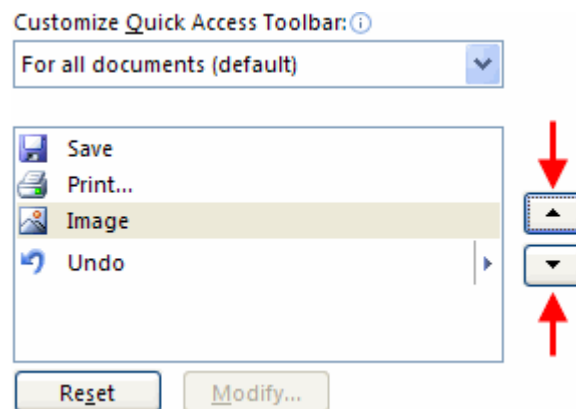 Customize Quick Access Toolbar:
For all documents (default)
Save
Print...
Image
Undo
Reset
Modify...